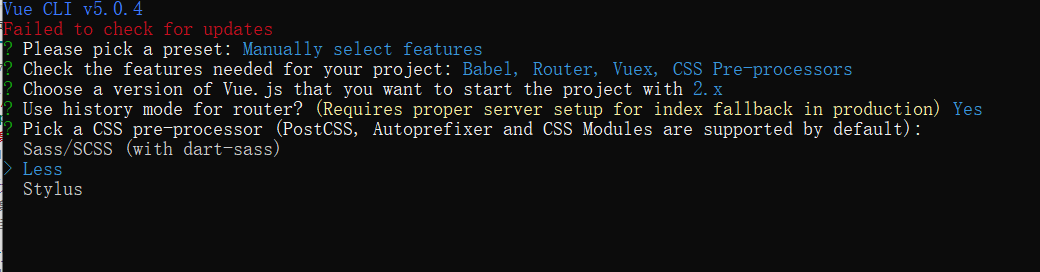 Vue CLI v5.0.4
Failed to check for updates
? Please pick a preset: Manually select features
? Check the features needed for your project: Babel, Router, Vuex, CSS Pre-processors
? Choose a version of Vue.js that you want to start the project with 2.x
? Use history mode for router? (Requires proper server setup for index fallback in production) Yes
? Pick a CSS pre-processor (PostCSS, Autoprefixer and CSS Modules are supported by default):
Sass/SCSS (with dart-sass)
> Less
Stylus